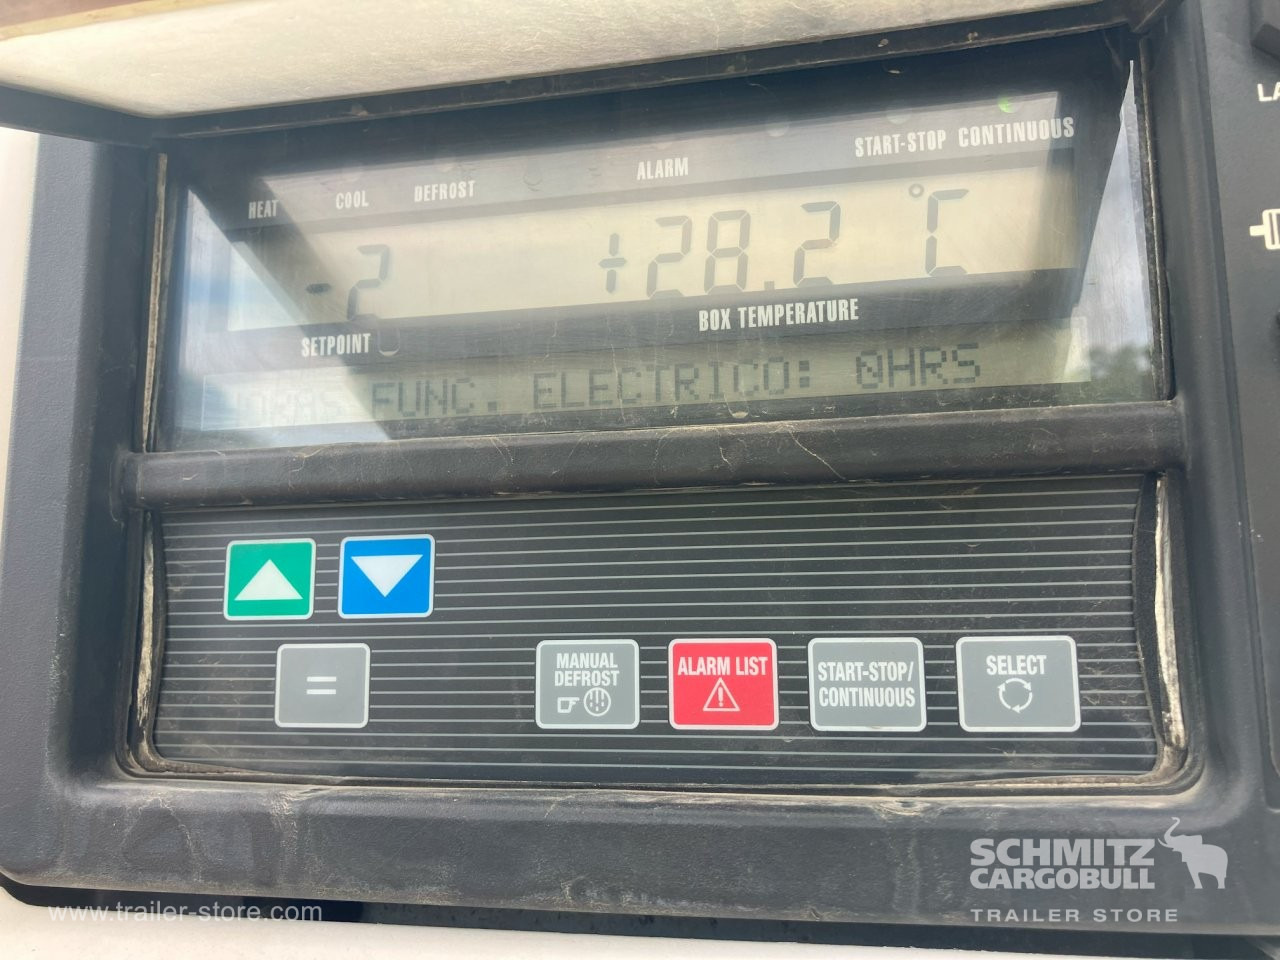 LA
HEAT COOL DEFROST ALARM START-STOP CONTINUOUS
-2 +28.2 °C
SETPOINT BOX TEMPERATURE
HORAS FUNC. ELECTRICO: 0HRS
=
MANUAL
DEFROST
ALARM LIST
START-STOP/
CONTINUOUS
SELECT
SCHMITZ
CARGOBULL
TRAILER STORE
www.trailer-store.com